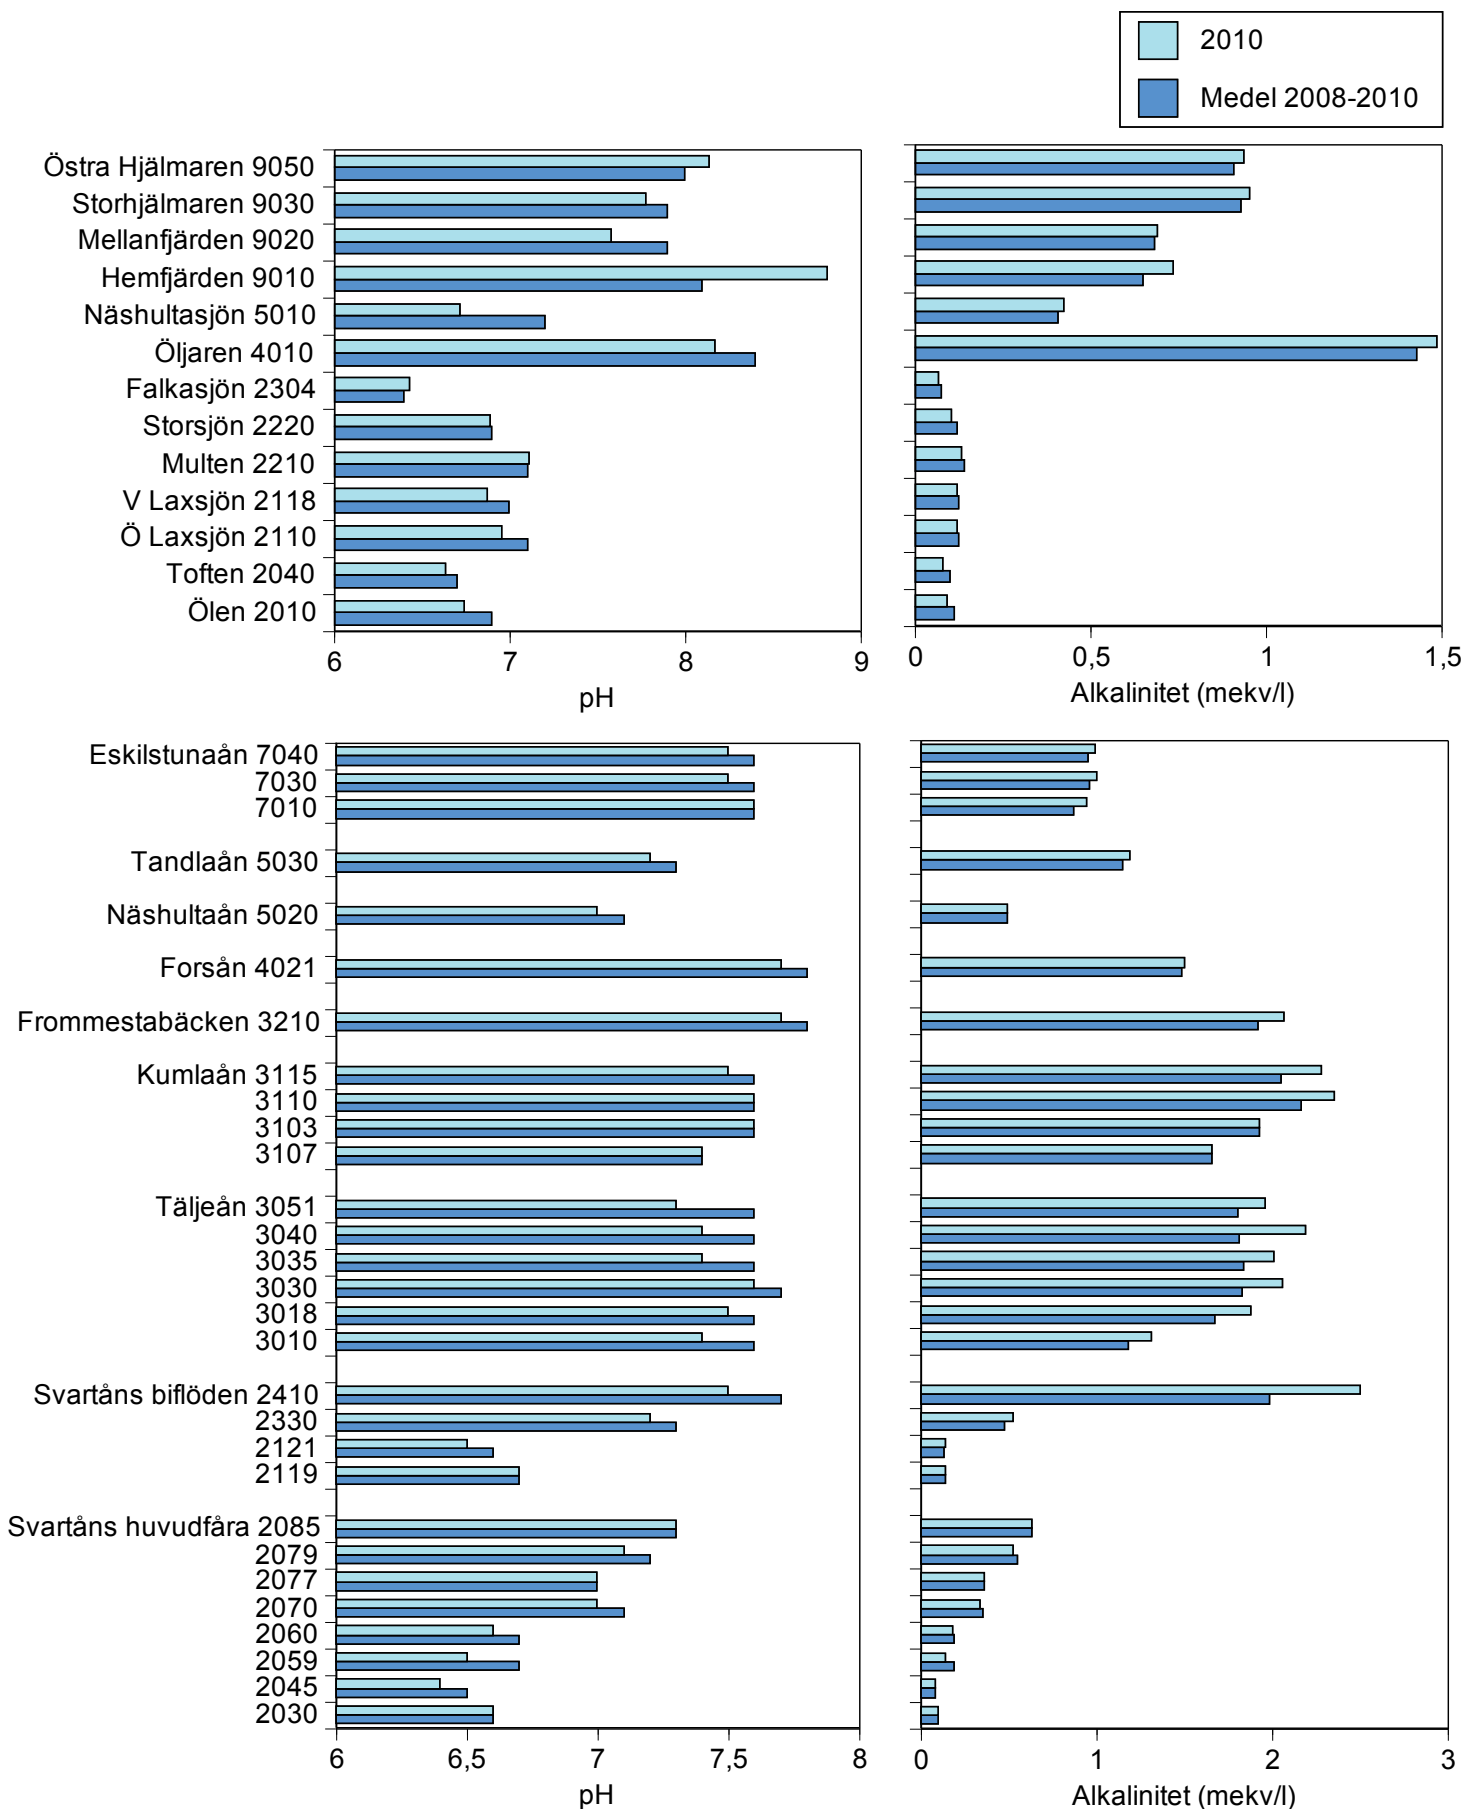 2010
Medel 2008-2010
Östra Hjälmaren 9050
Storhjälmaren 9030
Mellanfjärden 9020
Hemfjärden 9010
Näshultasjön 5010
Öljaren 4010
Falkasjön 2304
Storsjön 2220
Multen 2210
V Laxsjön 2118
Ö Laxsjön 2110
Toften 2040
Ölen 2010
6 7 8 9
pH
0 0,5 1 1,5
Alkalinitet (mekv/l)
Eskilstunaån 7040
7030
7010
Tandlaån 5030
Näshultaån 5020
Forsån 4021
Frommestabäcken 3210
Kumlaån 3115
3110
3103
3107
Täljeån 3051
3040
3035
3030
3018
3010
Svartåns biflöden 2410
2330
2121
2119
Svartåns huvudfåra 2085
2079
2077
2070
2060
2059
2045
2030
6 6,5 7 7,5 8
pH
0 1 2 3
Alkalinitet (mekv/l)